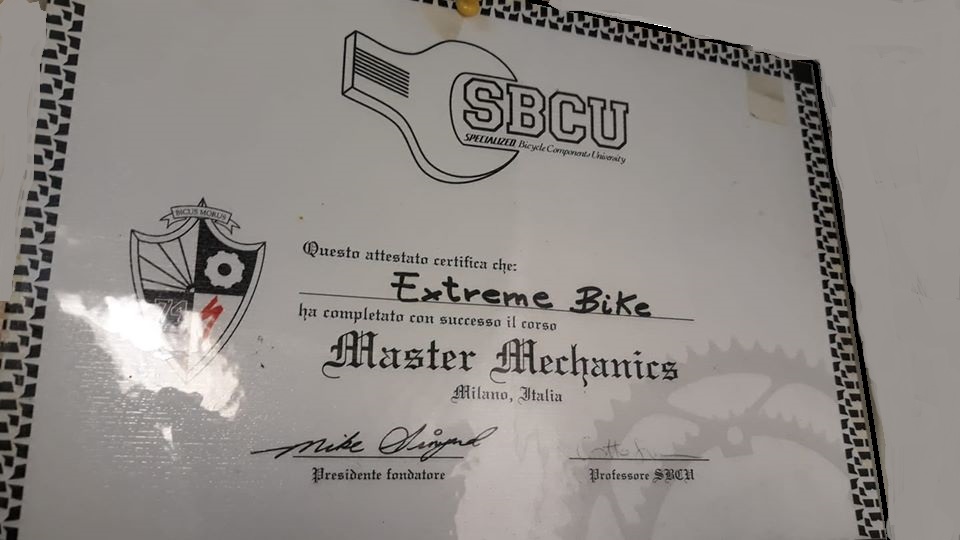 SBCU
SPECIALIZED Bicycle Components University
BICUS MORUS
Questo attestato certifica che:
Extreme Bike
ha completato con successo il corso
74
Master Mechanics
Milano, Italia
Mike Sinyard
Presidente fondatore
Professore SBCU